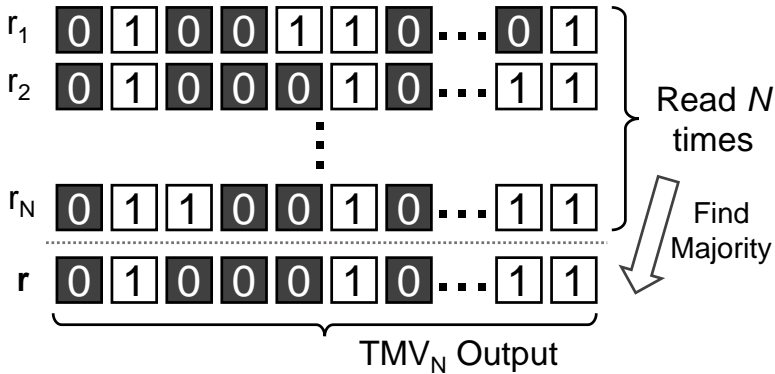 r1 0 1 0 0 1 1 0 ... 0 1
r2 0 1 0 0 0 1 0 ... 1 1
Read N
times
rN 0 1 1 0 0 1 0 ... 1 1
Find
Majority
r 0 1 0 0 0 1 0 ... 1 1
TMVN Output